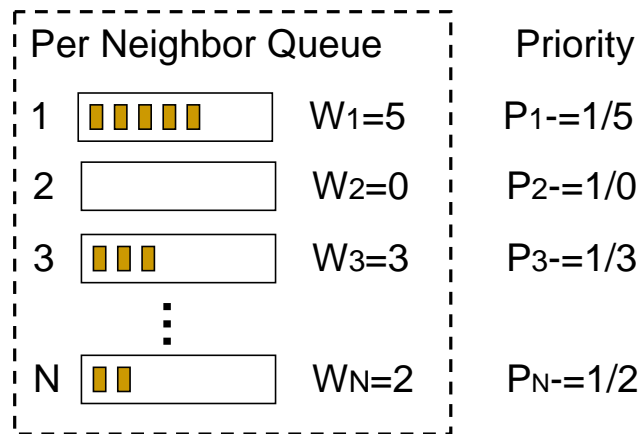 Per Neighbor Queue Priority
1 W1=5 P1-=1/5
2 W2=0 P2-=1/0
3 W3=3 P3-=1/3
N WN=2 PN-=1/2